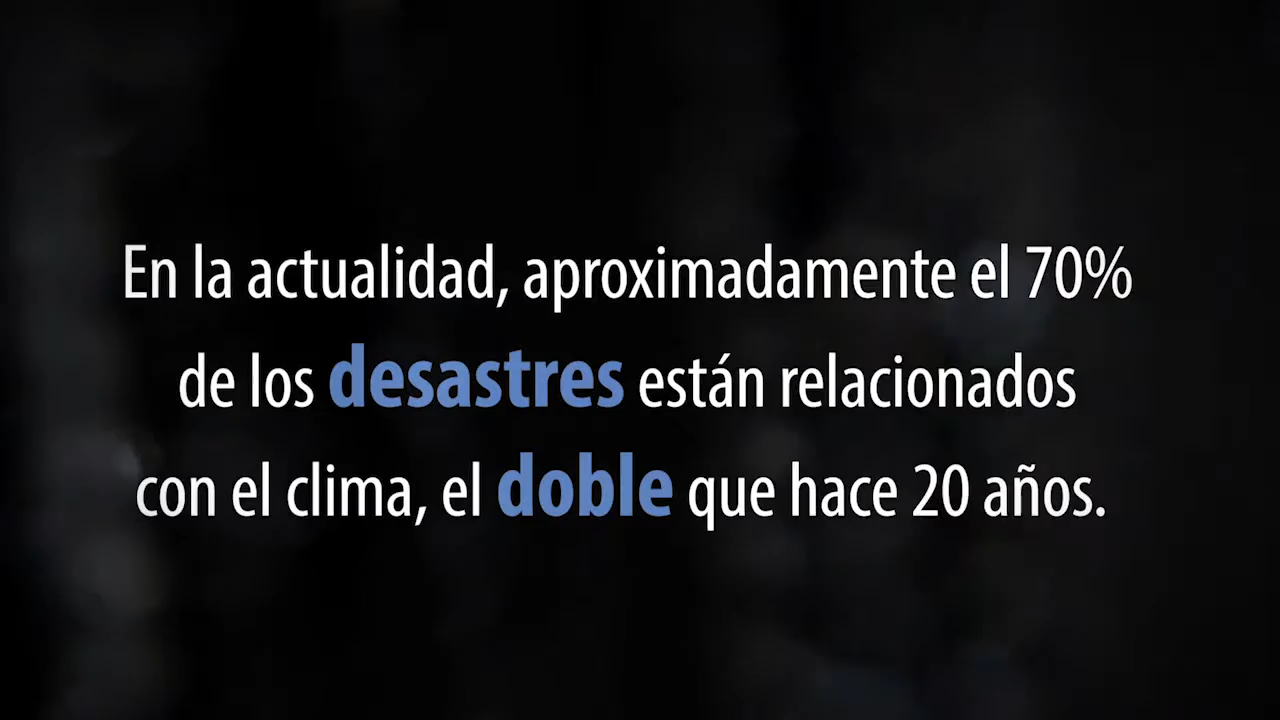 En la actualidad, aproximadamente el 70%
de los desastres están relacionados
con el clima, el doble que hace 20 años.